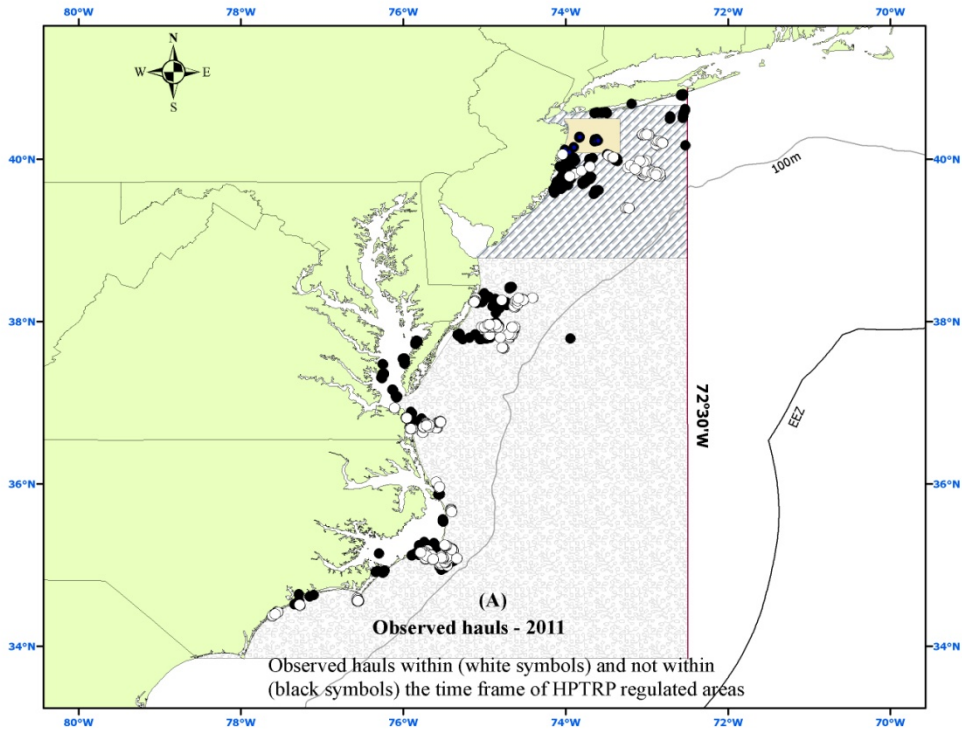 80°W 78°W 76°W 74°W 72°W 70°W
N
W E
S
40°N 40°N
100m
38°N 38°N
72°30'W
EEZ
36°N 36°N
(A)
Observed hauls - 2011
34°N 34°N
Observed hauls within (white symbols) and not within
(black symbols) the time frame of HPTRP regulated areas
80°W 78°W 76°W 74°W 72°W 70°W